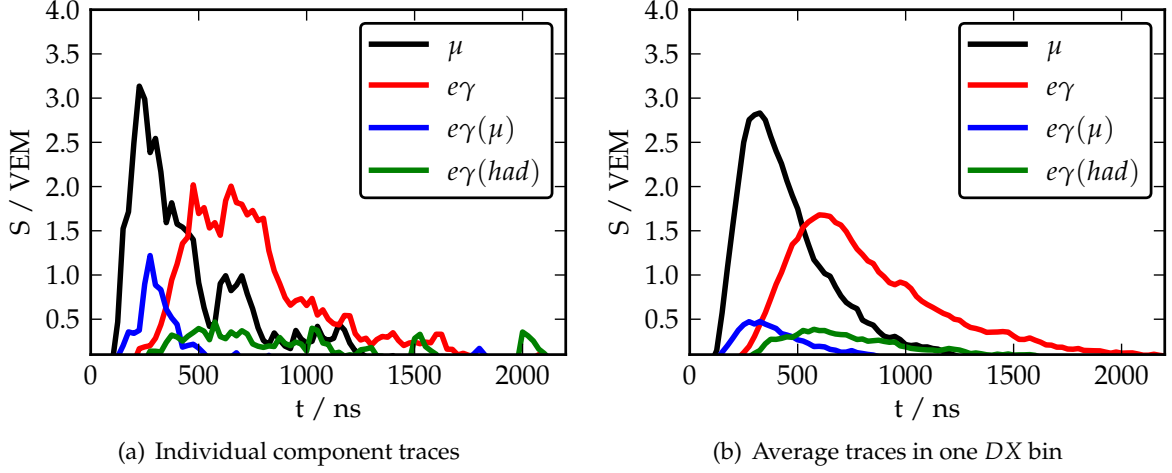 4.0
3.5
3.0
2.5
2.0
1.5
1.0
0.5
S / VEM
μ
eγ
eγ(μ)
eγ(had)
0 500 1000 1500 2000
t / ns
(a) Individual component traces
4.0
3.5
3.0
2.5
2.0
1.5
1.0
0.5
S / VEM
μ
eγ
eγ(μ)
eγ(had)
0 500 1000 1500 2000
t / ns
(b) Average traces in one DX bin